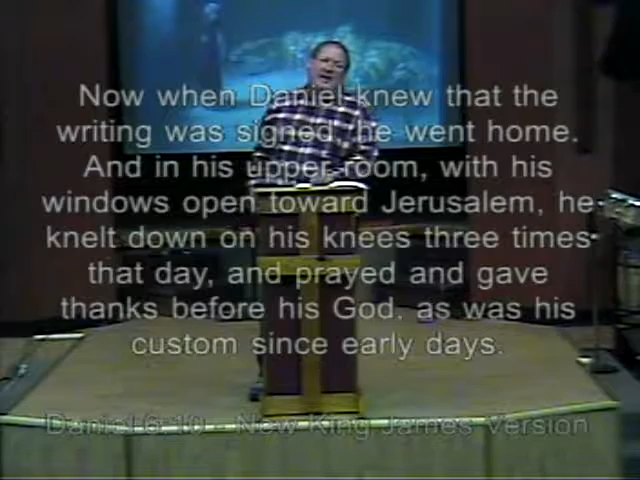 Now when Daniel knew that the
writing was signed, he went home.
And in his upper room, with his
windows open toward Jerusalem, he
knelt down on his knees three times
that day, and prayed and gave
thanks before his God, as was his
custom since early days.
Daniel 6:10 - New King James Version